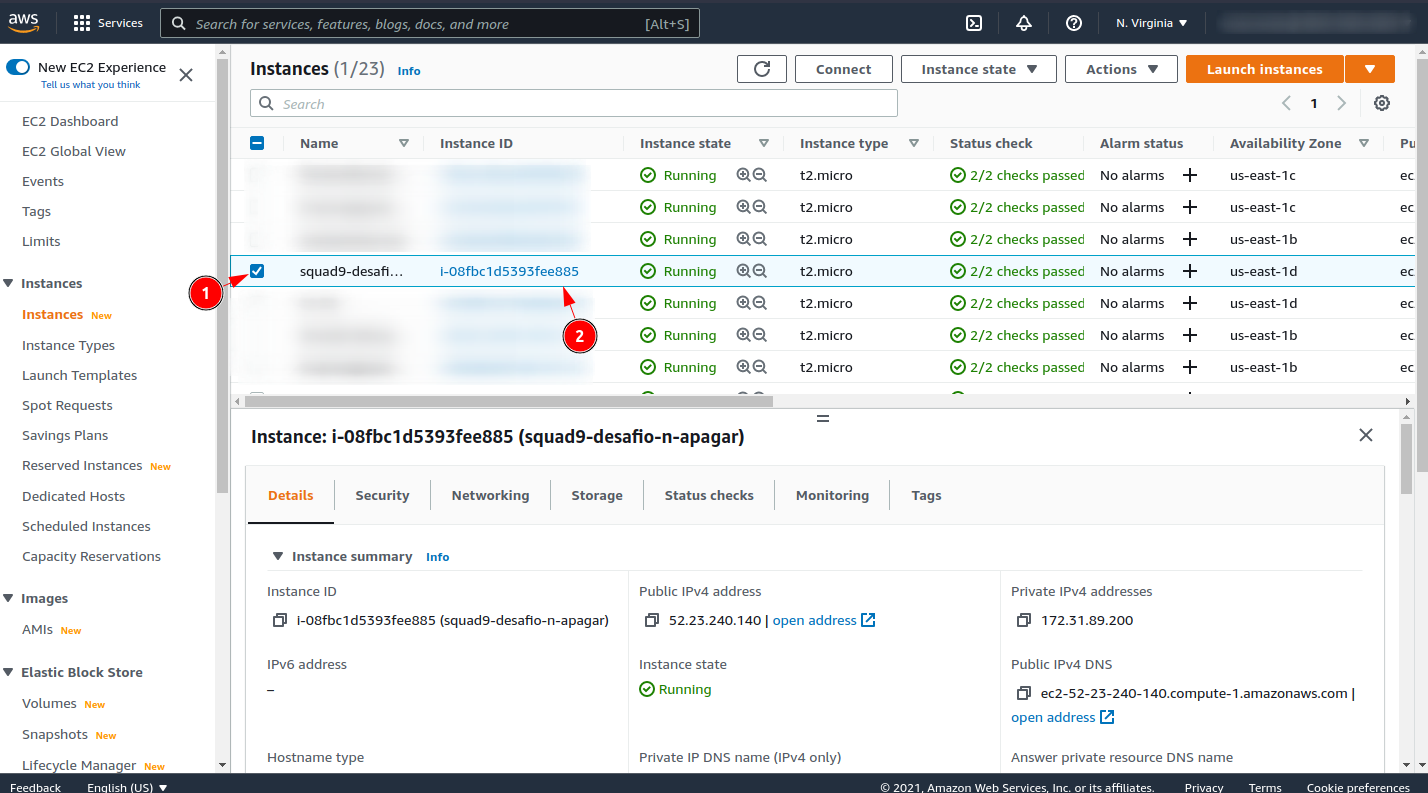 aws
Services
Search for services, features, blogs, docs, and more
[Alt+S]
N. Virginia
New EC2 Experience
Tell us what you think
EC2 Dashboard
EC2 Global View
Events
Tags
Limits
Instances
Instances New
Instance Types
Launch Templates
Spot Requests
Savings Plans
Reserved Instances New
Dedicated Hosts
Scheduled Instances
Capacity Reservations
Images
AMIs New
Elastic Block Store
Volumes New
Snapshots New
Lifecycle Manager New
Instances (1/23) Info
Connect
Instance state
Actions
Launch instances
Search
1
Name Instance ID Instance state Instance type Status check Alarm status Availability Zone Pu
Running t2.micro 2/2 checks passed No alarms us-east-1c ec
Running t2.micro 2/2 checks passed No alarms us-east-1c ec
Running t2.micro 2/2 checks passed No alarms us-east-1b ec
squad9-desafi... i-08fbc1d5393fee885 Running t2.micro 2/2 checks passed No alarms us-east-1d ec
Running t2.micro 2/2 checks passed No alarms us-east-1d ec
Running t2.micro 2/2 checks passed No alarms us-east-1b ec
Running t2.micro 2/2 checks passed No alarms us-east-1b ec
1
2
Instance: i-08fbc1d5393fee885 (squad9-desafio-n-apagar)
Details Security Networking Storage Status checks Monitoring Tags
Instance summary Info
Instance ID
i-08fbc1d5393fee885 (squad9-desafio-n-apagar)
Public IPv4 address
52.23.240.140 | open address
Private IPv4 addresses
172.31.89.200
IPv6 address
–
Instance state
Running
Public IPv4 DNS
ec2-52-23-240-140.compute-1.amazonaws.com |
open address
Hostname type
Private IP DNS name (IPv4 only)
Answer private resource DNS name
Feedback English (US)
© 2021, Amazon Web Services, Inc. or its affiliates. Privacy Terms Cookie preferences